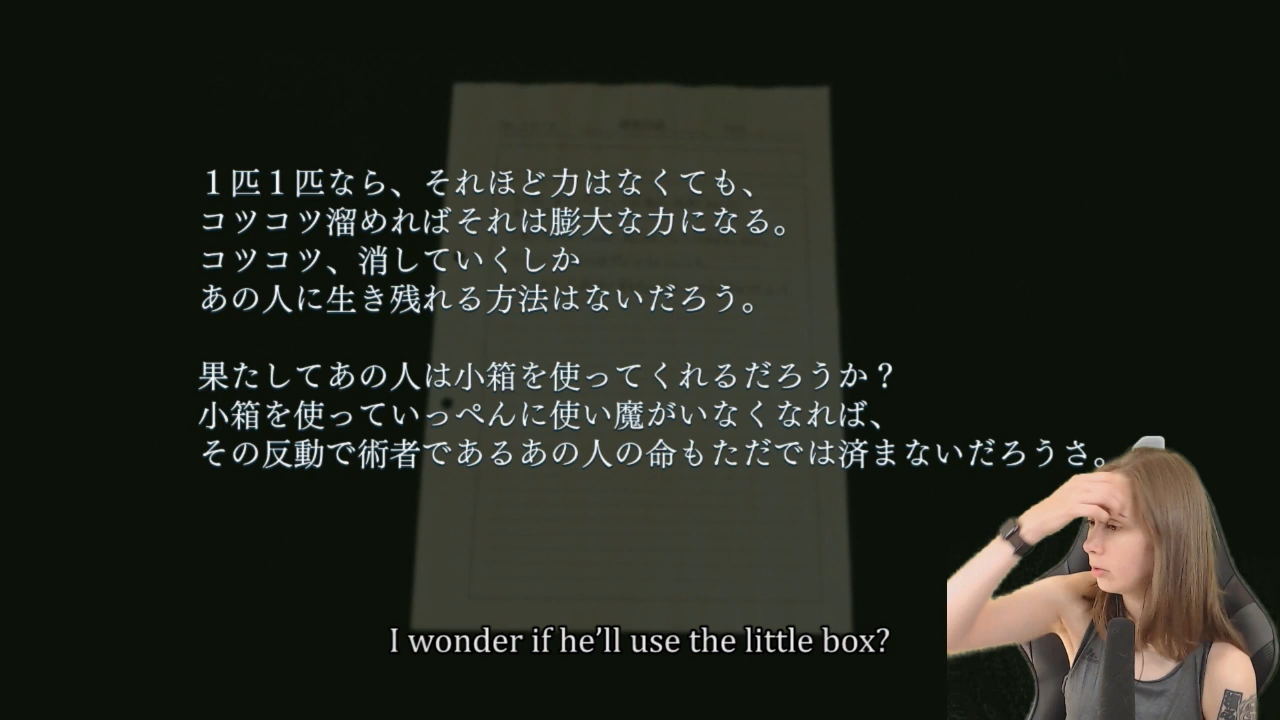 １匹１匹なら、それほど力はなくても、
コツコツ溜めればそれは膨大な力になる。
コツコツ、消していくしか
あの人に生き残れる方法はないだろう。
果たしてあの人は小箱を使ってくれるだろうか？
小箱を使っていっぺんに使い魔がいなくなれば、
その反動で術者であるあの人の命もただでは済まないだろうさ。
I wonder if he’ll use the little box?